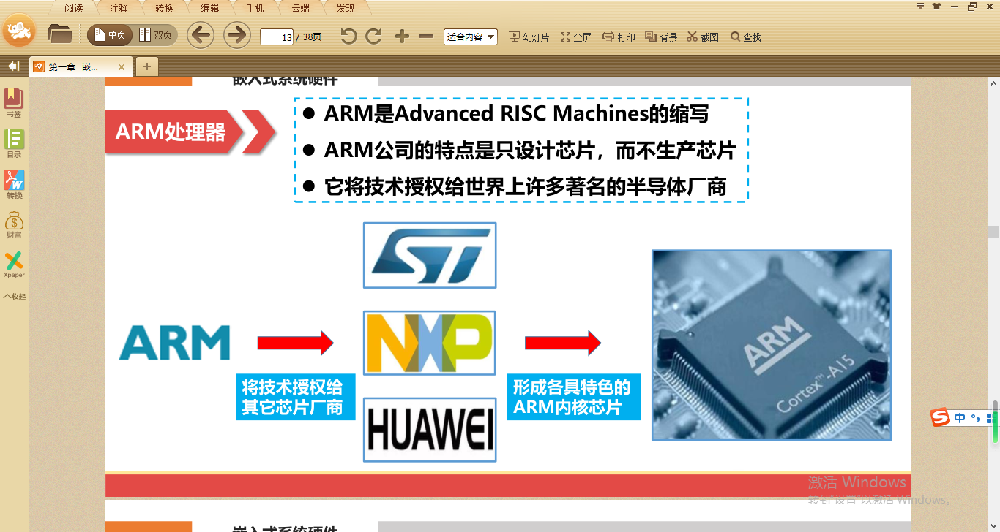 阅读 注释 转换 编辑 手机 云端 发现
单页 双页 13 / 38页 适合内容 幻灯片 全屏 打印 背景 截图 查找
第一章 嵌... × +
书签
目录
转换
财富
Xpaper
收起
嵌入式系统硬件
ARM处理器
● ARM是Advanced RISC Machines的缩写
● ARM公司的特点是只设计芯片，而不生产芯片
● 它将技术授权给世界上许多著名的半导体厂商
ST
ARM
NXP
HUAWEI
将技术授权给
其它芯片厂商
形成各具特色的
ARM内核芯片
ARM
Cortex™-A15
S 中 °,
激活 Windows
转到"设置"以激活 Windows。
嵌入式系统硬件